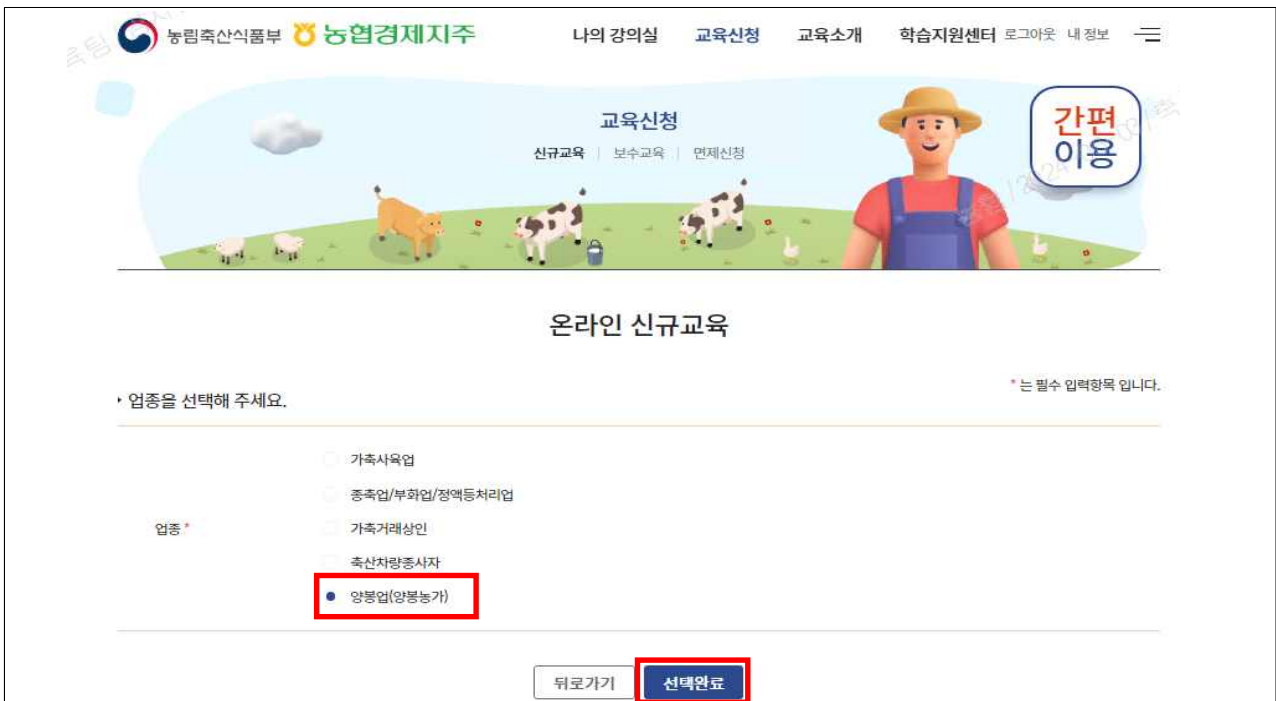 농림축산식품부 농협경제지주 나의 강의실 교육신청 교육소개 학습지원센터 로그아웃 내 정보
교육신청
신규교육 | 보수교육 | 면제신청
간편
이용
온라인 신규교육
* 는 필수 입력항목 입니다.
업종을 선택해 주세요.
가축사육업
종축업/부화업/정액등처리업
업종 *
가축거래상인
축산차량종사자
양봉업(양봉농가)
뒤로가기 선택완료